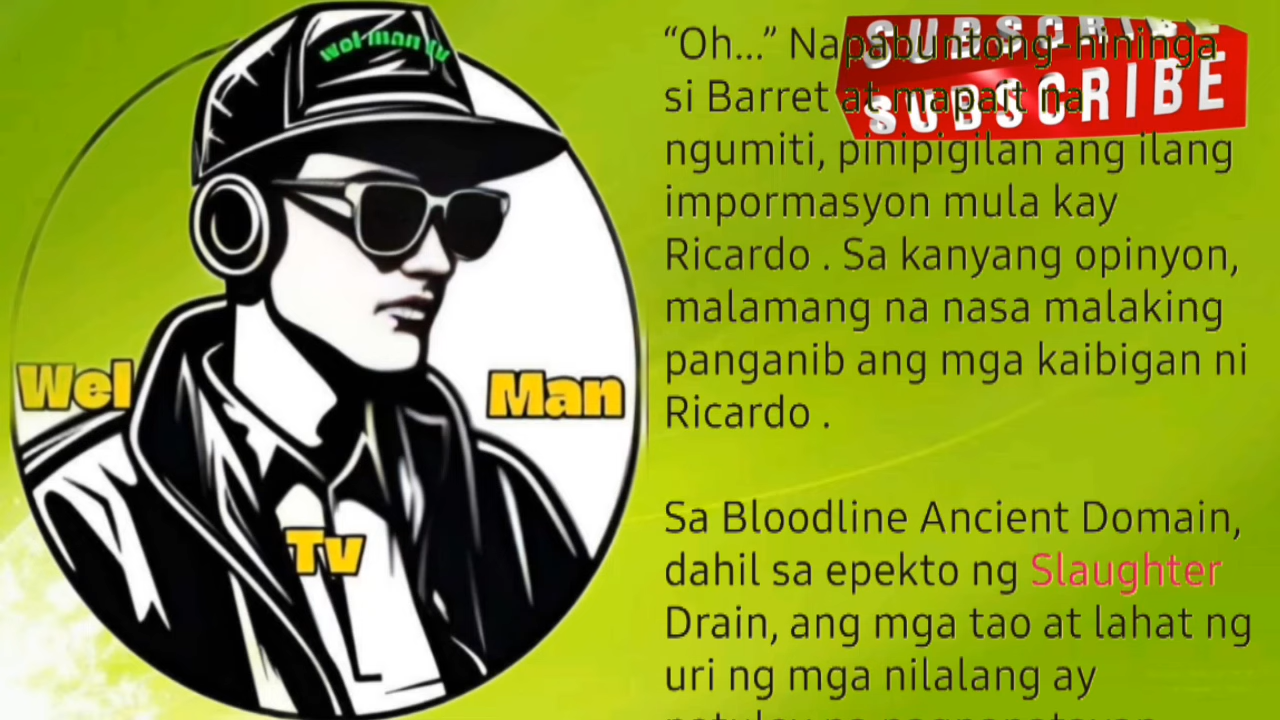 wel man tv
Wel
Man
Tv
SUBSCRIBE
SUBSCRIBE
“Oh...” Napabuntong-hininga
si Barret at mapait na
ngumiti, pinipigilan ang ilang
impormasyon mula kay
Ricardo . Sa kanyang opinyon,
malamang na nasa malaking
panganib ang mga kaibigan ni
Ricardo .
Sa Bloodline Ancient Domain,
dahil sa epekto ng Slaughter
Drain, ang mga tao at lahat ng
uri ng mga nilalang ay